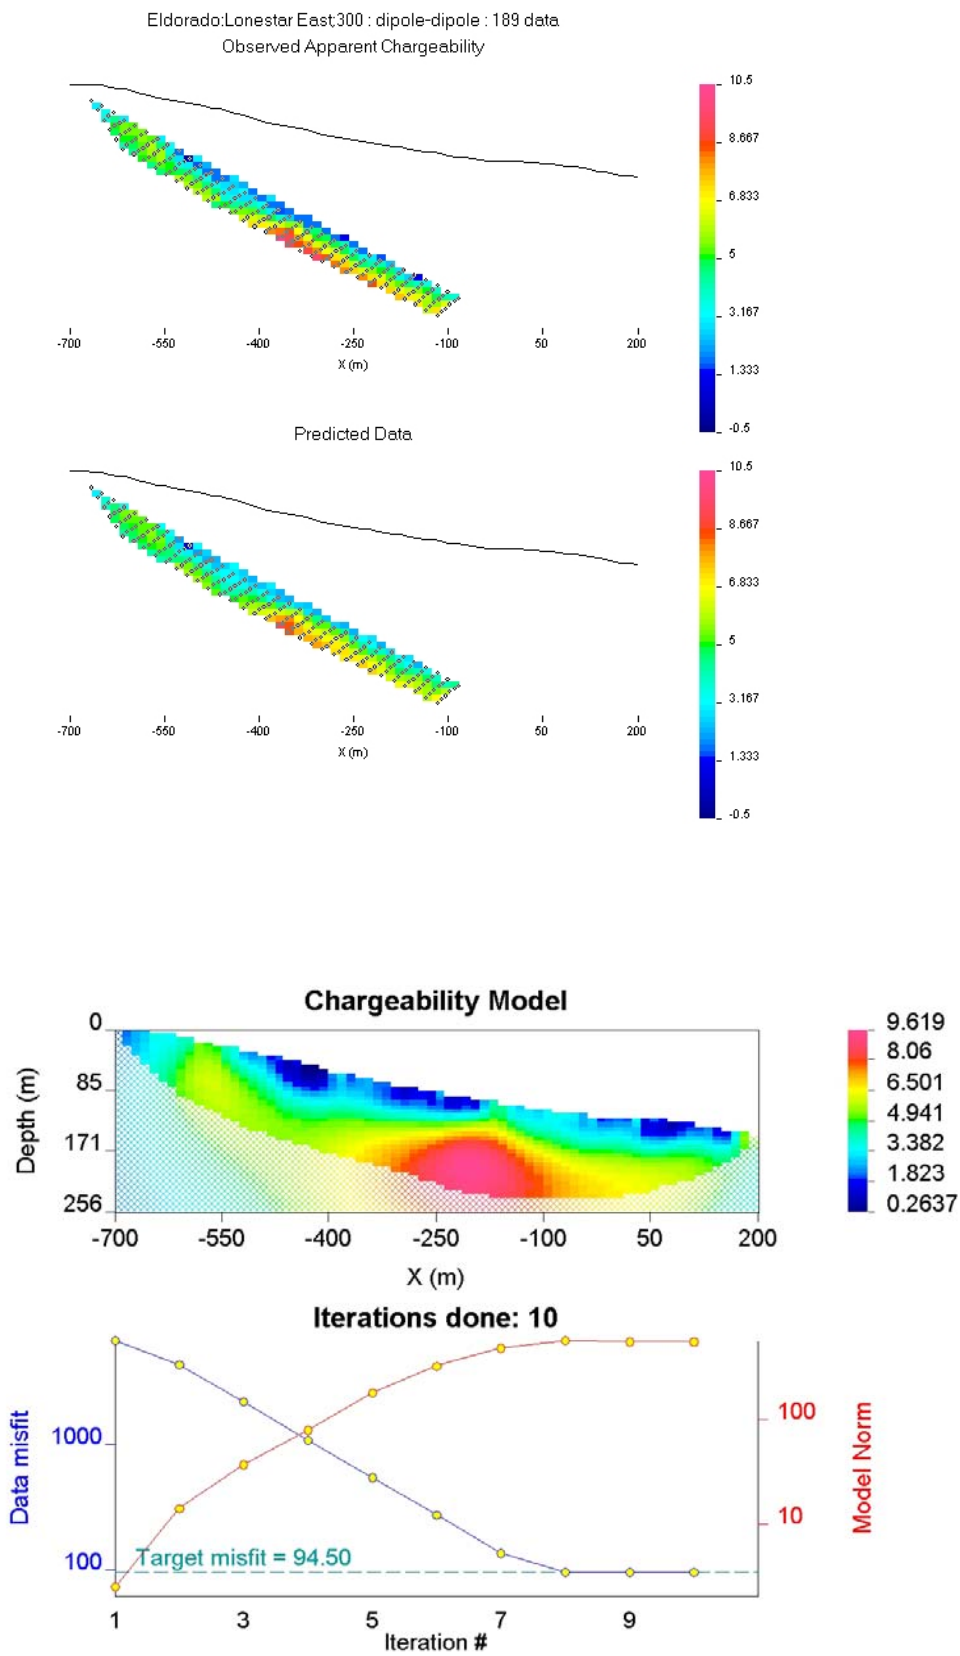 Eldorado:Lonestar East;300 : dipole-dipole : 189 data
Observed Apparent Chargeability
10.5
8.667
6.833
5
3.167
1.333
-0.5
-700 -550 -400 -250 -100 50 200
X (m)
Predicted Data
10.5
8.667
6.833
5
3.167
1.333
-0.5
-700 -550 -400 -250 -100 50 200
X (m)
Chargeability Model
Depth (m)
0
85
171
256
9.619
8.06
6.501
4.941
3.382
1.823
0.2637
-700 -550 -400 -250 -100 50 200
X (m)
Iterations done: 10
Data misfit
1000
100
Target misfit = 94.50
100
10
Model Norm
1 3 5 7 9
Iteration #